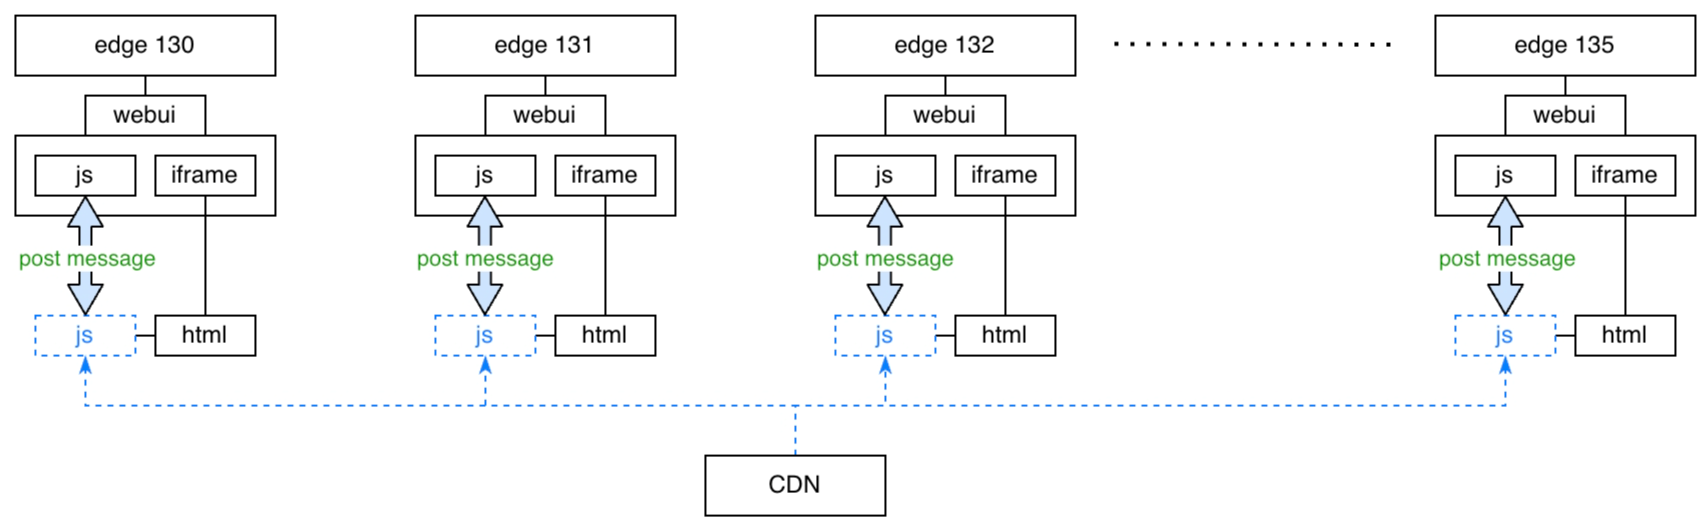 edge 130
edge 131
edge 132
edge 135
webui
webui
webui
webui
js
iframe
js
iframe
js
iframe
js
iframe
post message
post message
post message
post message
js
html
js
html
js
html
js
html
CDN